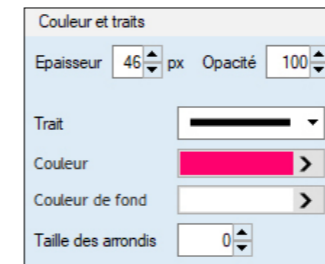 Couleur et traits
Epaisseur 46 px Opacité 100
Trait
Couleur
Couleur de fond
Taille des arrondis 0